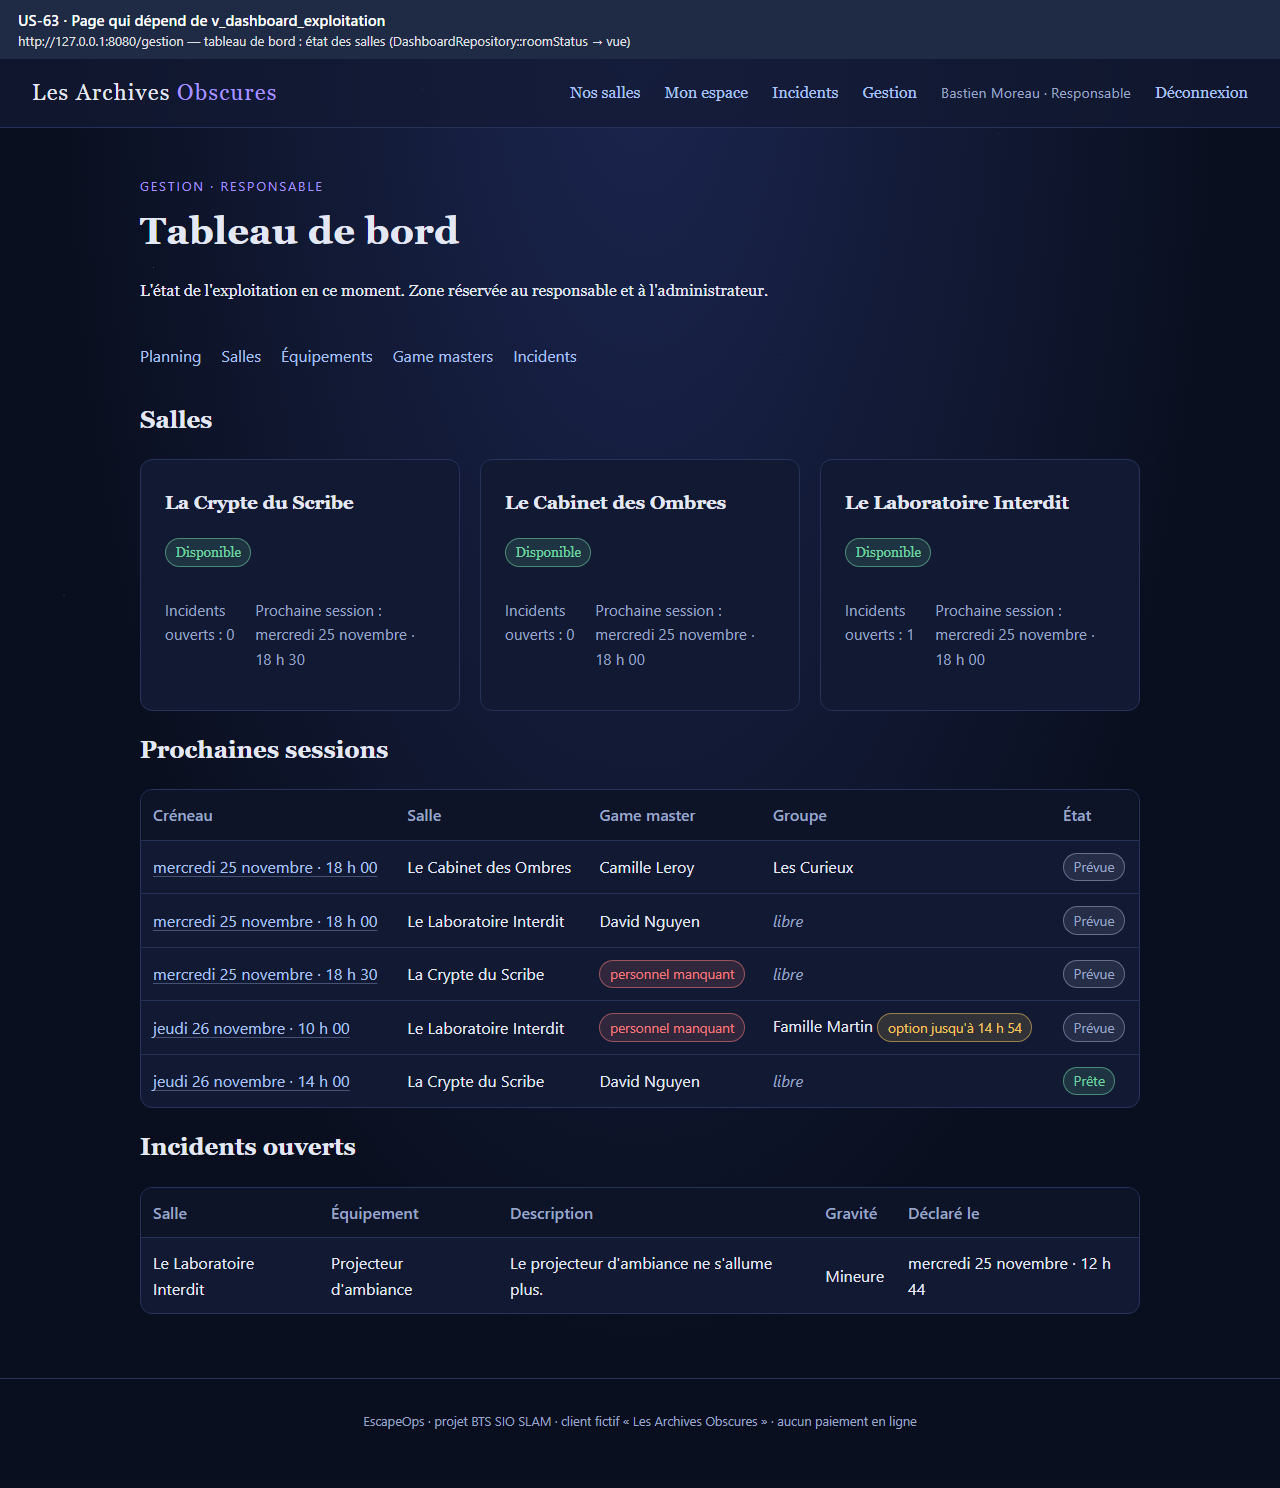 US-63 · Page qui dépend de v_dashboard_exploitation
http://127.0.0.1:8080/gestion — tableau de bord : état des salles (DashboardRepository::roomStatus → vue)
Les Archives Obscures
Nos salles Mon espace Incidents Gestion Bastien Moreau · Responsable Déconnexion
GESTION · RESPONSABLE
Tableau de bord
L'état de l'exploitation en ce moment. Zone réservée au responsable et à l'administrateur.
Planning Salles Équipements Game masters Incidents
Salles
La Crypte du Scribe
Disponible
Incidents ouverts : 0
Prochaine session :
mercredi 25 novembre ·
18 h 30
Le Cabinet des Ombres
Disponible
Incidents ouverts : 0
Prochaine session :
mercredi 25 novembre ·
18 h 00
Le Laboratoire Interdit
Disponible
Incidents ouverts : 1
Prochaine session :
mercredi 25 novembre ·
18 h 00
Prochaines sessions
Créneau Salle Game master Groupe État
mercredi 25 novembre · 18 h 00 Le Cabinet des Ombres Camille Leroy Les Curieux Prévue
mercredi 25 novembre · 18 h 00 Le Laboratoire Interdit David Nguyen libre Prévue
mercredi 25 novembre · 18 h 30 La Crypte du Scribe personnel manquant libre Prévue
jeudi 26 novembre · 10 h 00 Le Laboratoire Interdit personnel manquant Famille Martin option jusqu'à 14 h 54 Prévue
jeudi 26 novembre · 14 h 00 La Crypte du Scribe David Nguyen libre Prête
Incidents ouverts
Salle Équipement Description Gravité Déclaré le
Le Laboratoire Interdit
Projecteur d'ambiance
Le projecteur d'ambiance ne s'allume plus.
Mineure
mercredi 25 novembre · 12 h 44
EscapeOps · projet BTS SIO SLAM · client fictif « Les Archives Obscures » · aucun paiement en ligne